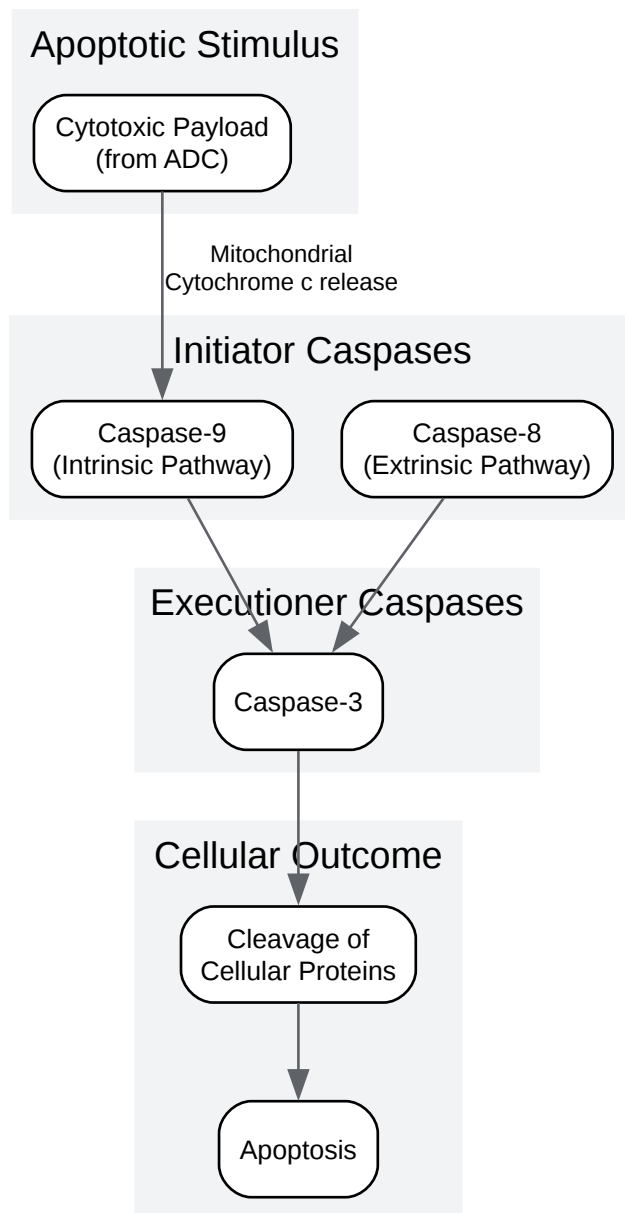 Apoptotic Stimulus
Cytotoxic Payload
(from ADC)
Mitochondrial
Cytochrome c release
Initiator Caspases
Caspase-9
(Intrinsic Pathway)
Caspase-8
(Extrinsic Pathway)
Executioner Caspases
Caspase-3
Cellular Outcome
Cleavage of
Cellular Proteins
Apoptosis